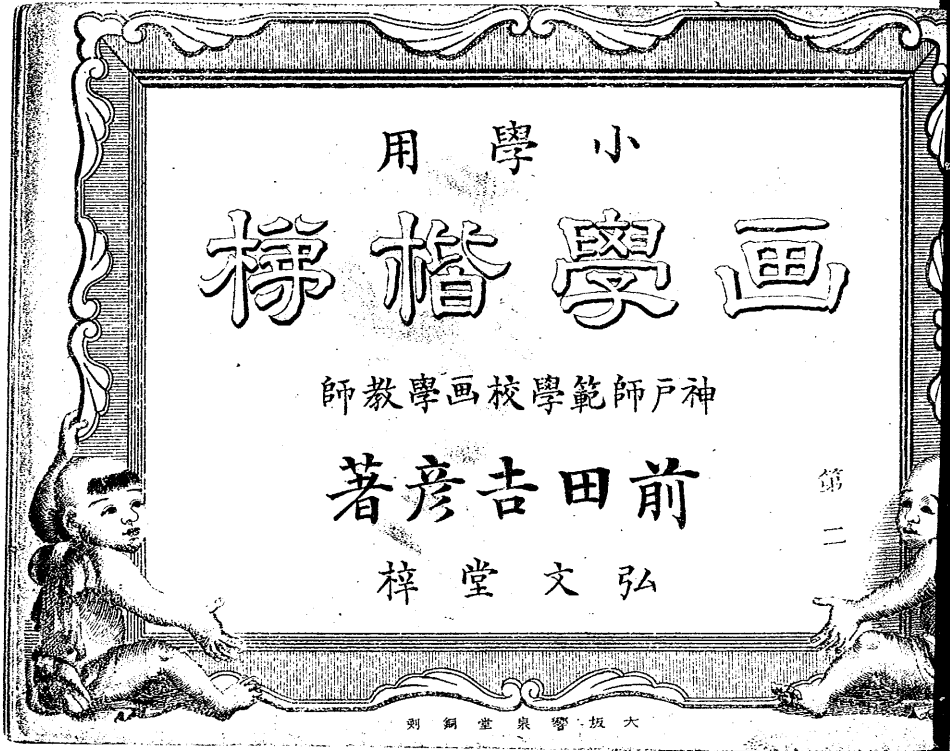 小學用
画學楷梯
神戸師範學校画學教師
前田吉彦著
第二
弘文堂梓
大坂響泉堂銅刻